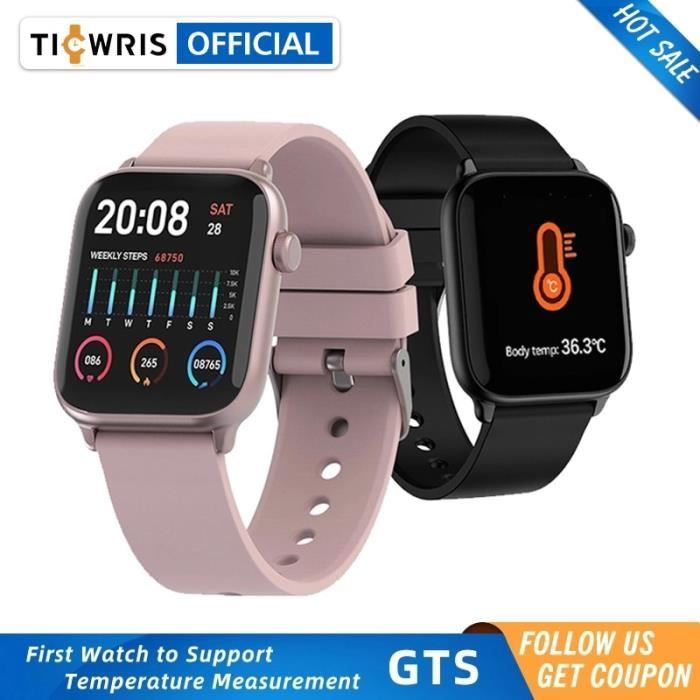 TICWRIS OFFICIAL
HOT SALE
20:08 SAT
28
WEEKLY STEPS 68750
10K
7.5K
5K
2.5K
0
M T W T F S S
086 265 08765
℃
Body temp: 36.3℃
First Watch to Support
Temperature Measurement
GTS
FOLLOW US
GET COUPON